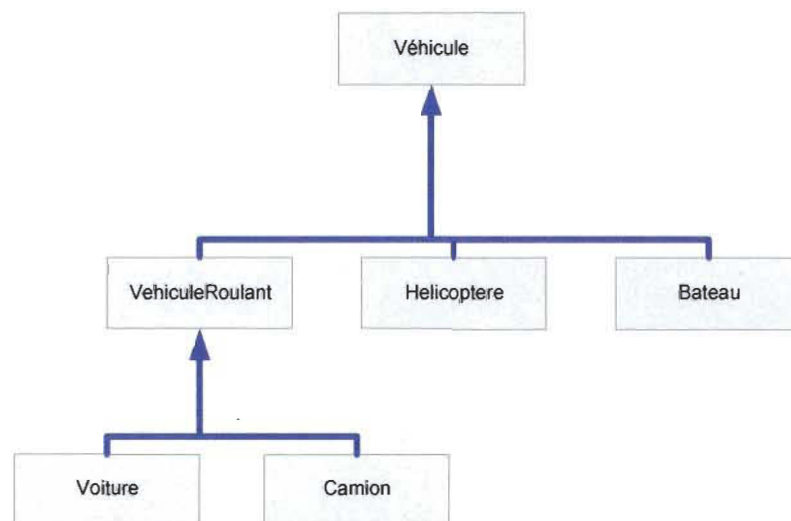 Véhicule
VehiculeRoulant
Helicoptere
Bateau
Voiture
Camion